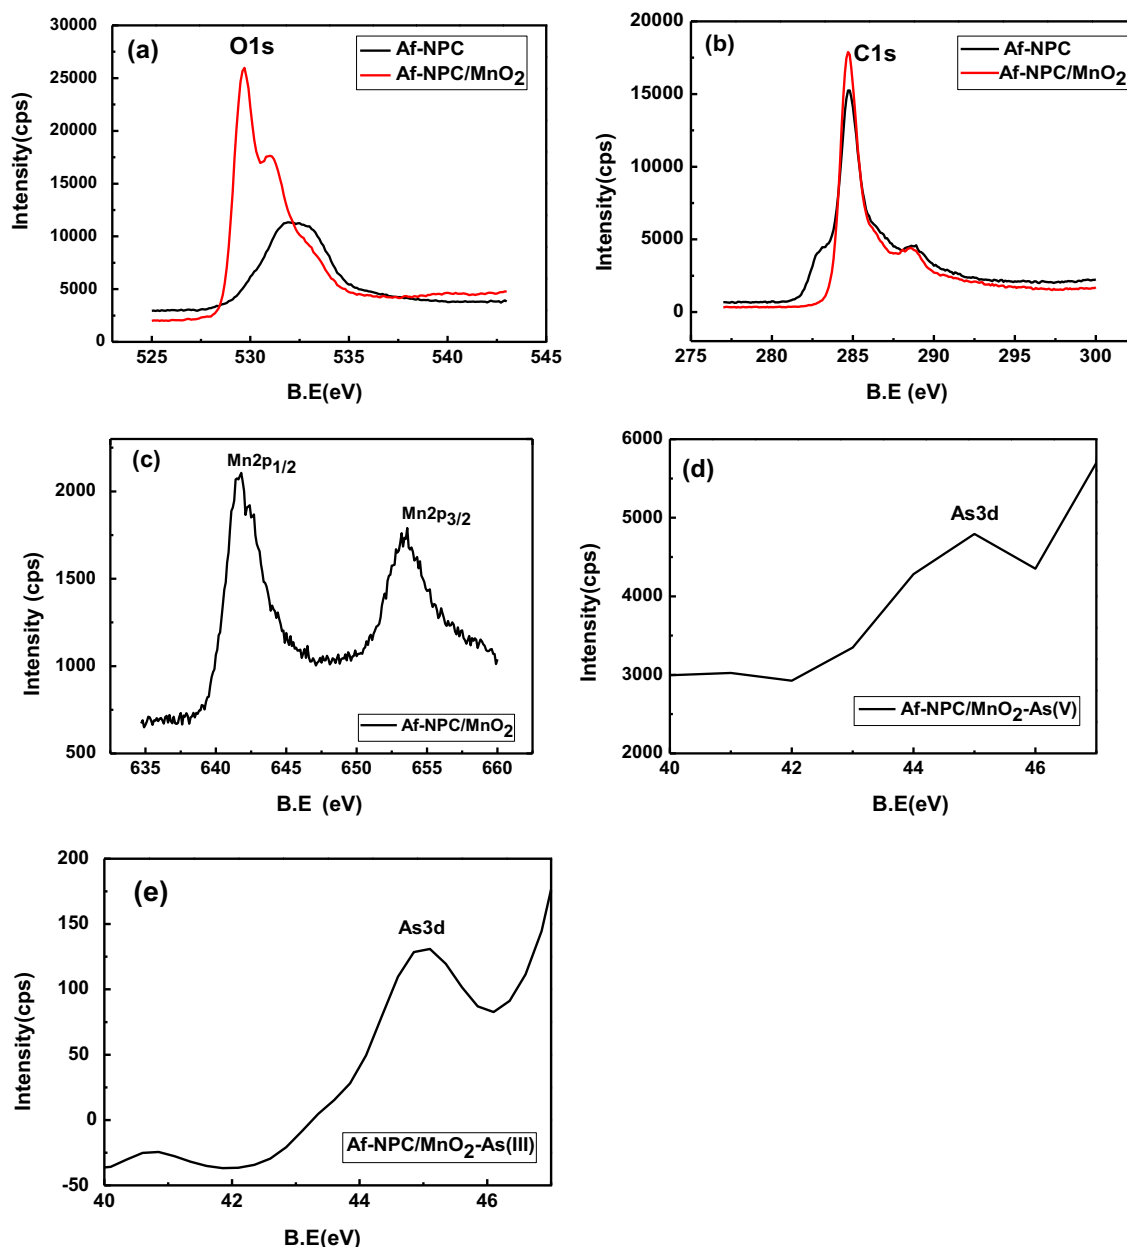 (a)
O1s
Af-NPC
Af-NPC/MnO2
30000
25000
20000
15000
10000
5000
0
Intensity(cps)
525 530 535 540 545
B.E(eV)
(b)
C1s
Af-NPC
Af-NPC/MnO2
20000
15000
10000
5000
0
Intensity(cps)
275 280 285 290 295 300
B.E (eV)
(c)
Mn2p1/2
Mn2p3/2
2000
1500
1000
500
Intensity (cps)
Af-NPC/MnO2
635 640 645 650 655 660
B.E (eV)
(d)
As3d
6000
5000
4000
3000
2000
Intensity(cps)
Af-NPC/MnO2-As(V)
40 42 44 46
B.E(eV)
(e)
As3d
200
150
100
50
0
-50
Intensity(cps)
Af-NPC/MnO2-As(III)
40 42 44 46
B.E(eV)